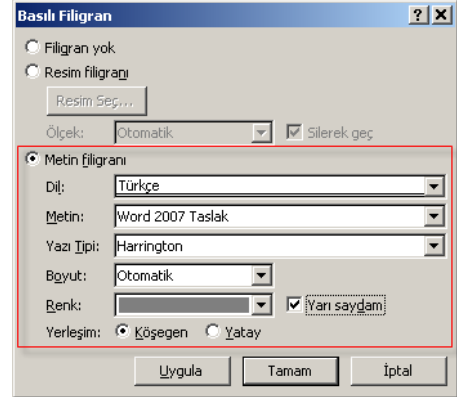 Basılı Filigran
Filigran yok
Resim filigranı
Resim Seç...
Ölçek: Otomatik Silerek geç
Metin filigranı
Dil: Türkçe
Metin: Word 2007 Taslak
Yazı Tipi: Harrington
Boyut: Otomatik
Renk: Yarı saydam
Yerleşim: Köşegen Yatay
Uygula Tamam İptal